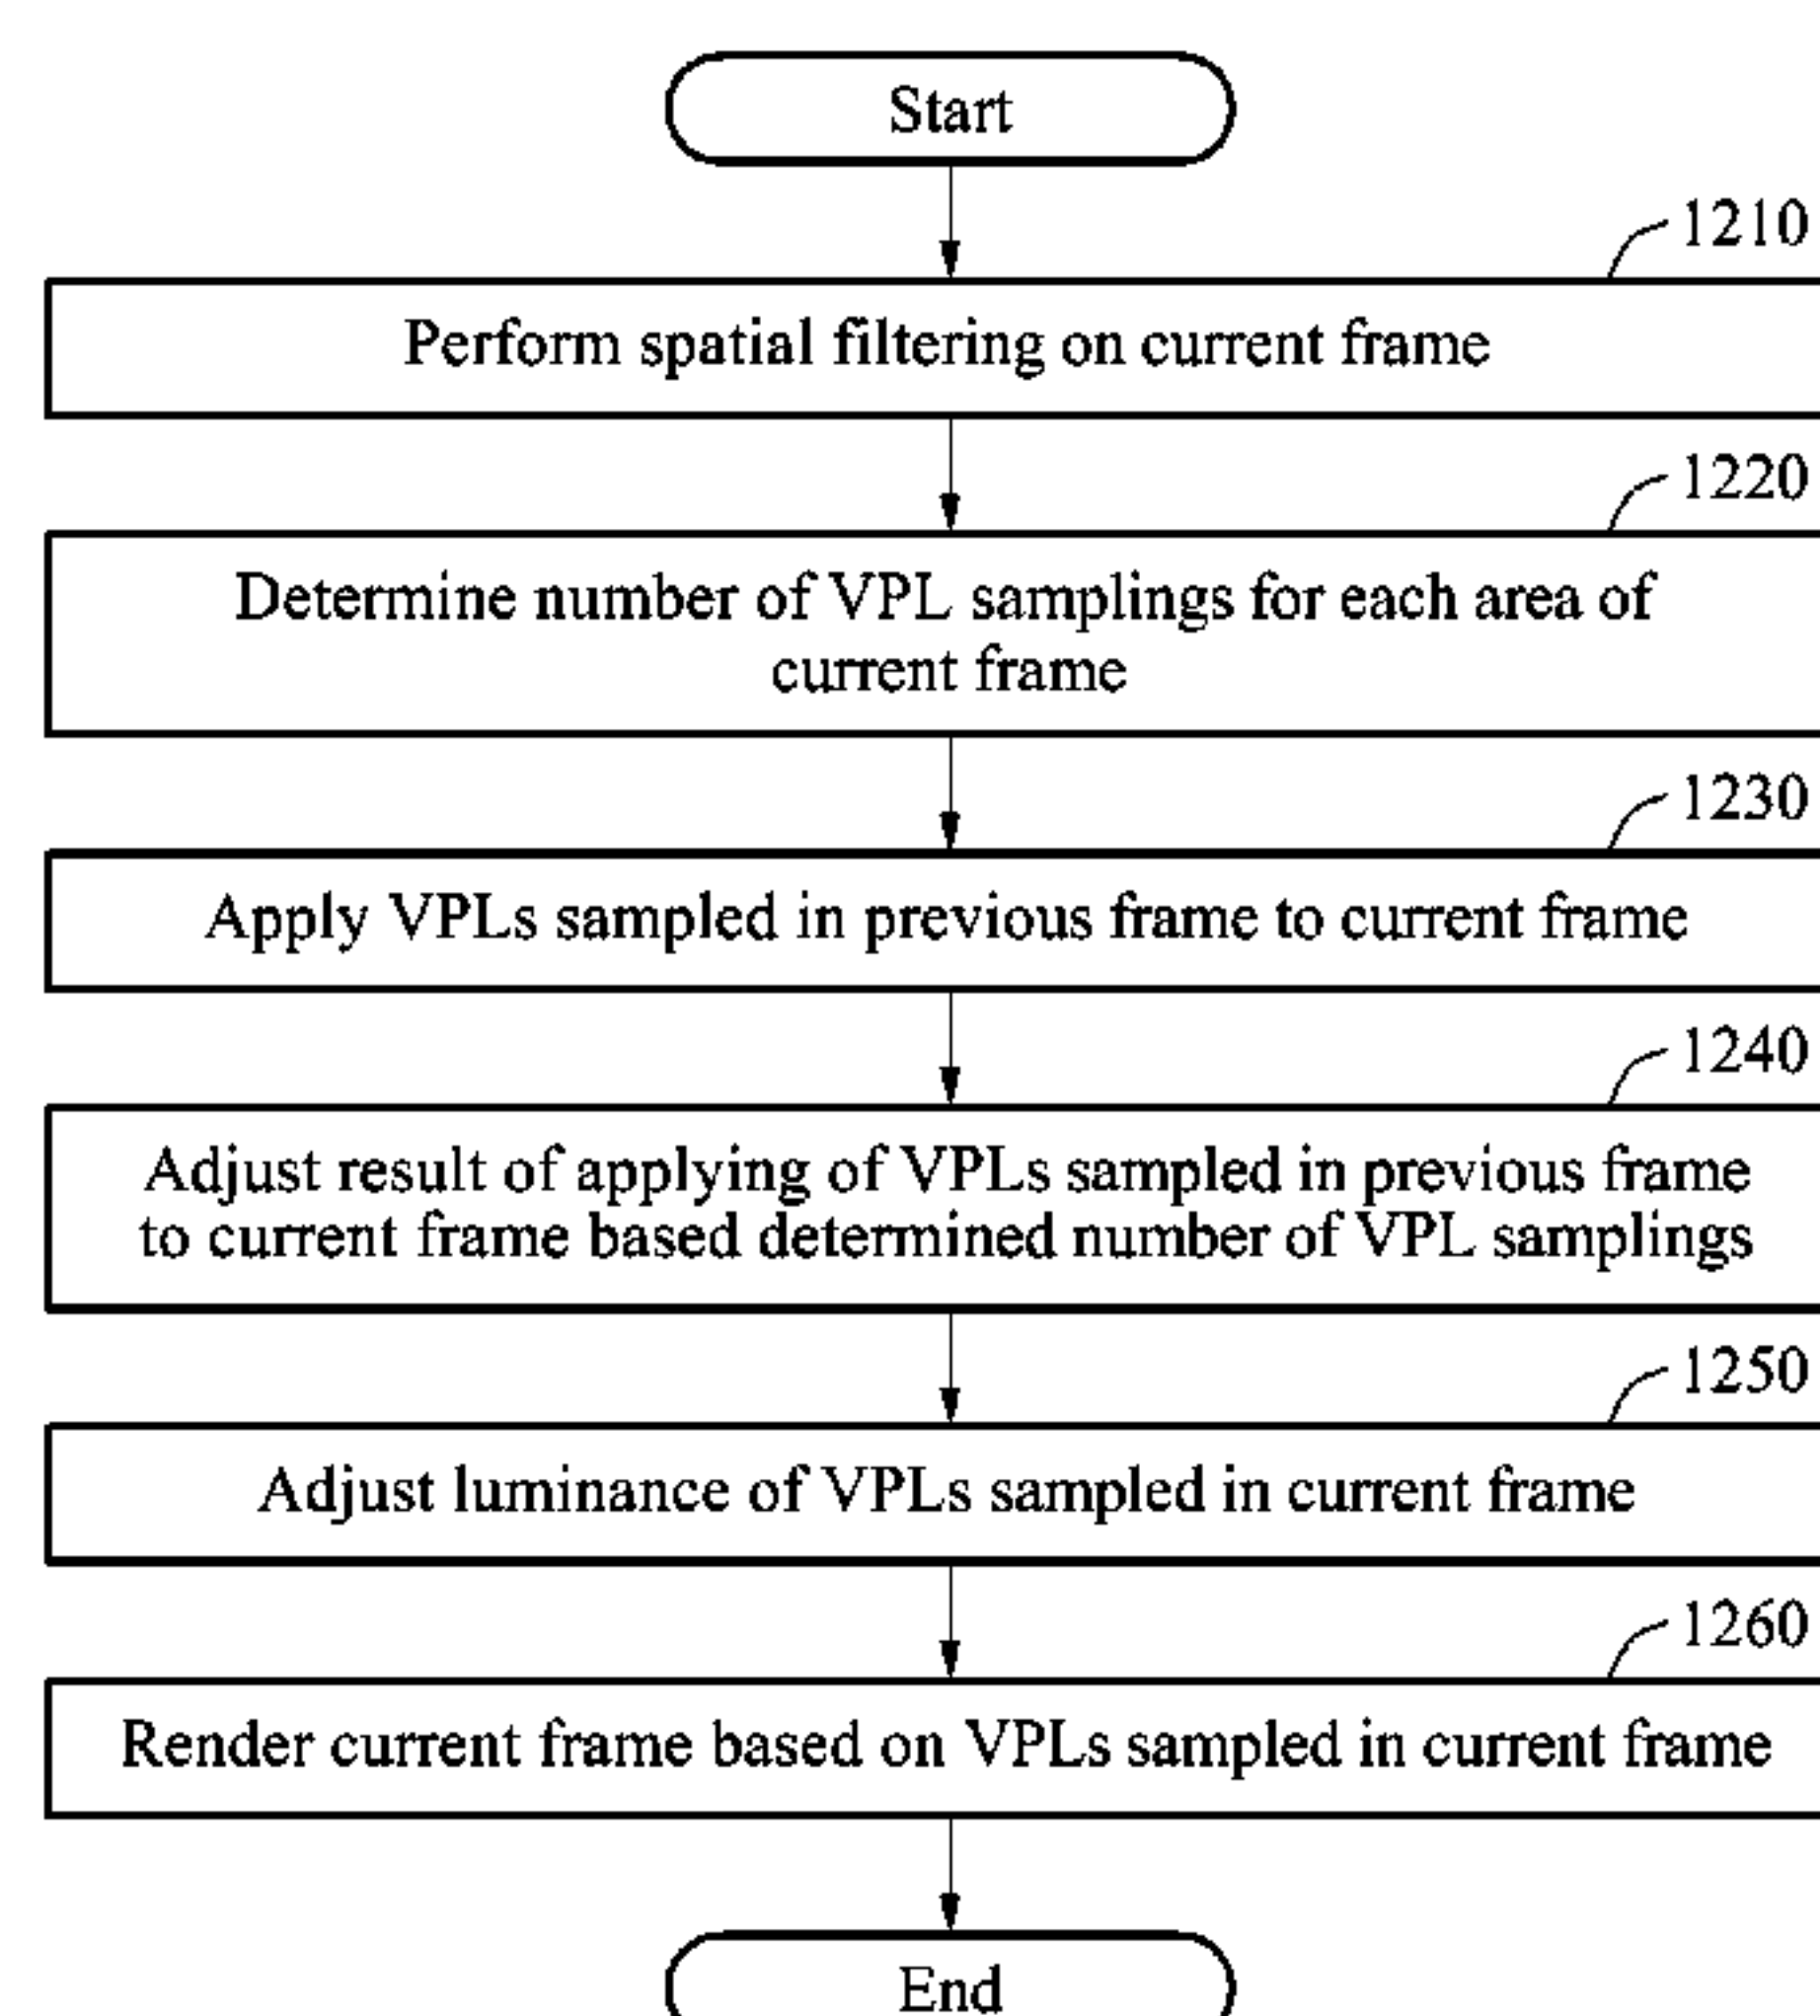 Start
1210
Perform spatial filtering on current frame
1220
Determine number of VPL samplings for each area of
current frame
1230
Apply VPLs sampled in previous frame to current frame
1240
Adjust result of applying of VPLs sampled in previous frame
to current frame based determined number of VPL samplings
1250
Adjust luminance of VPLs sampled in current frame
1260
Render current frame based on VPLs sampled in current frame
End